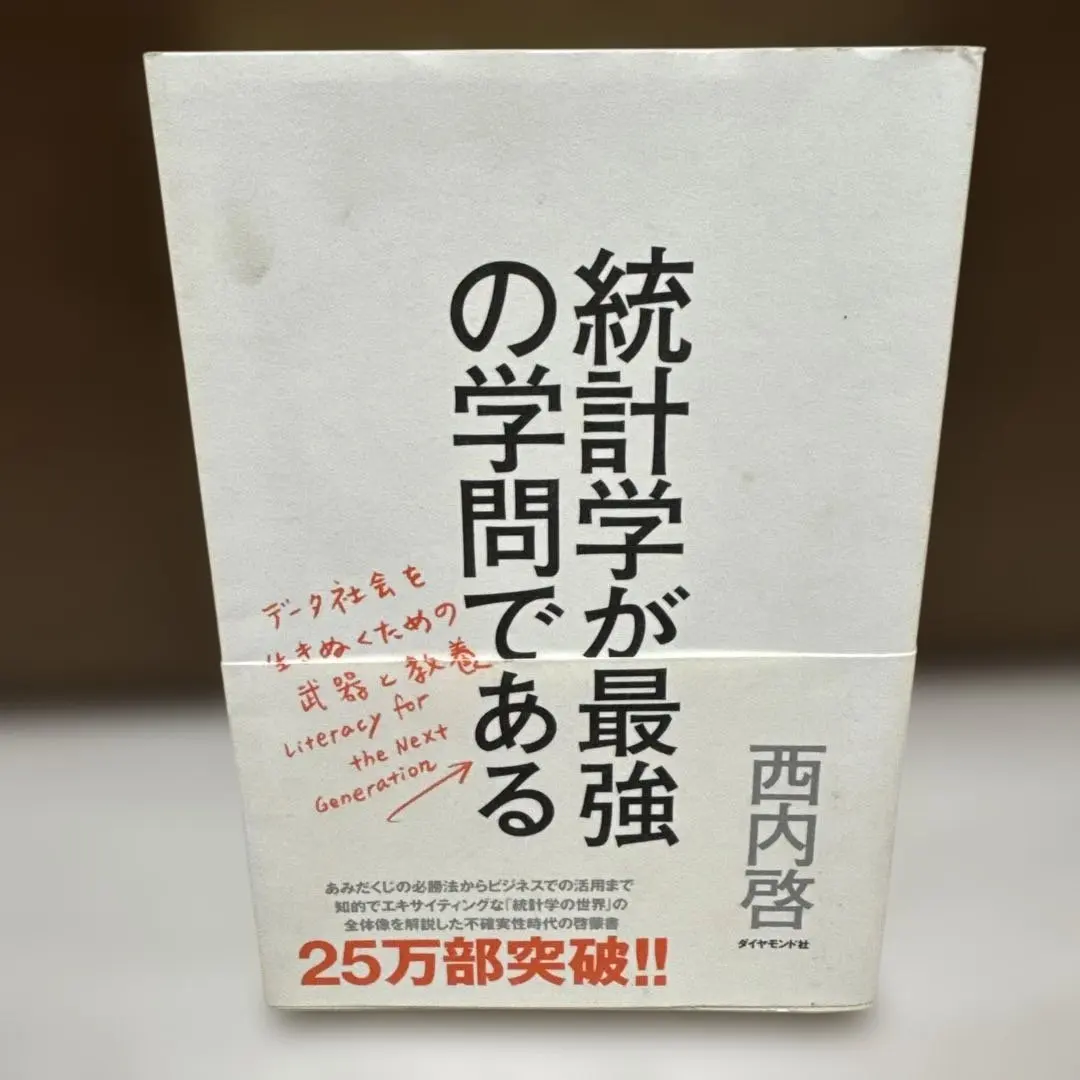 統計学が最強
の学問である
データ社会を
生きぬくための
武器と教養
Literacy for
the Next
Generation
西内啓
ダイヤモンド社
あみだくじの必勝法からビジネスでの活用まで
知的でエキサイティングな「統計学の世界」の
全体像を解説した不確実性時代の啓蒙書
25万部突破!!